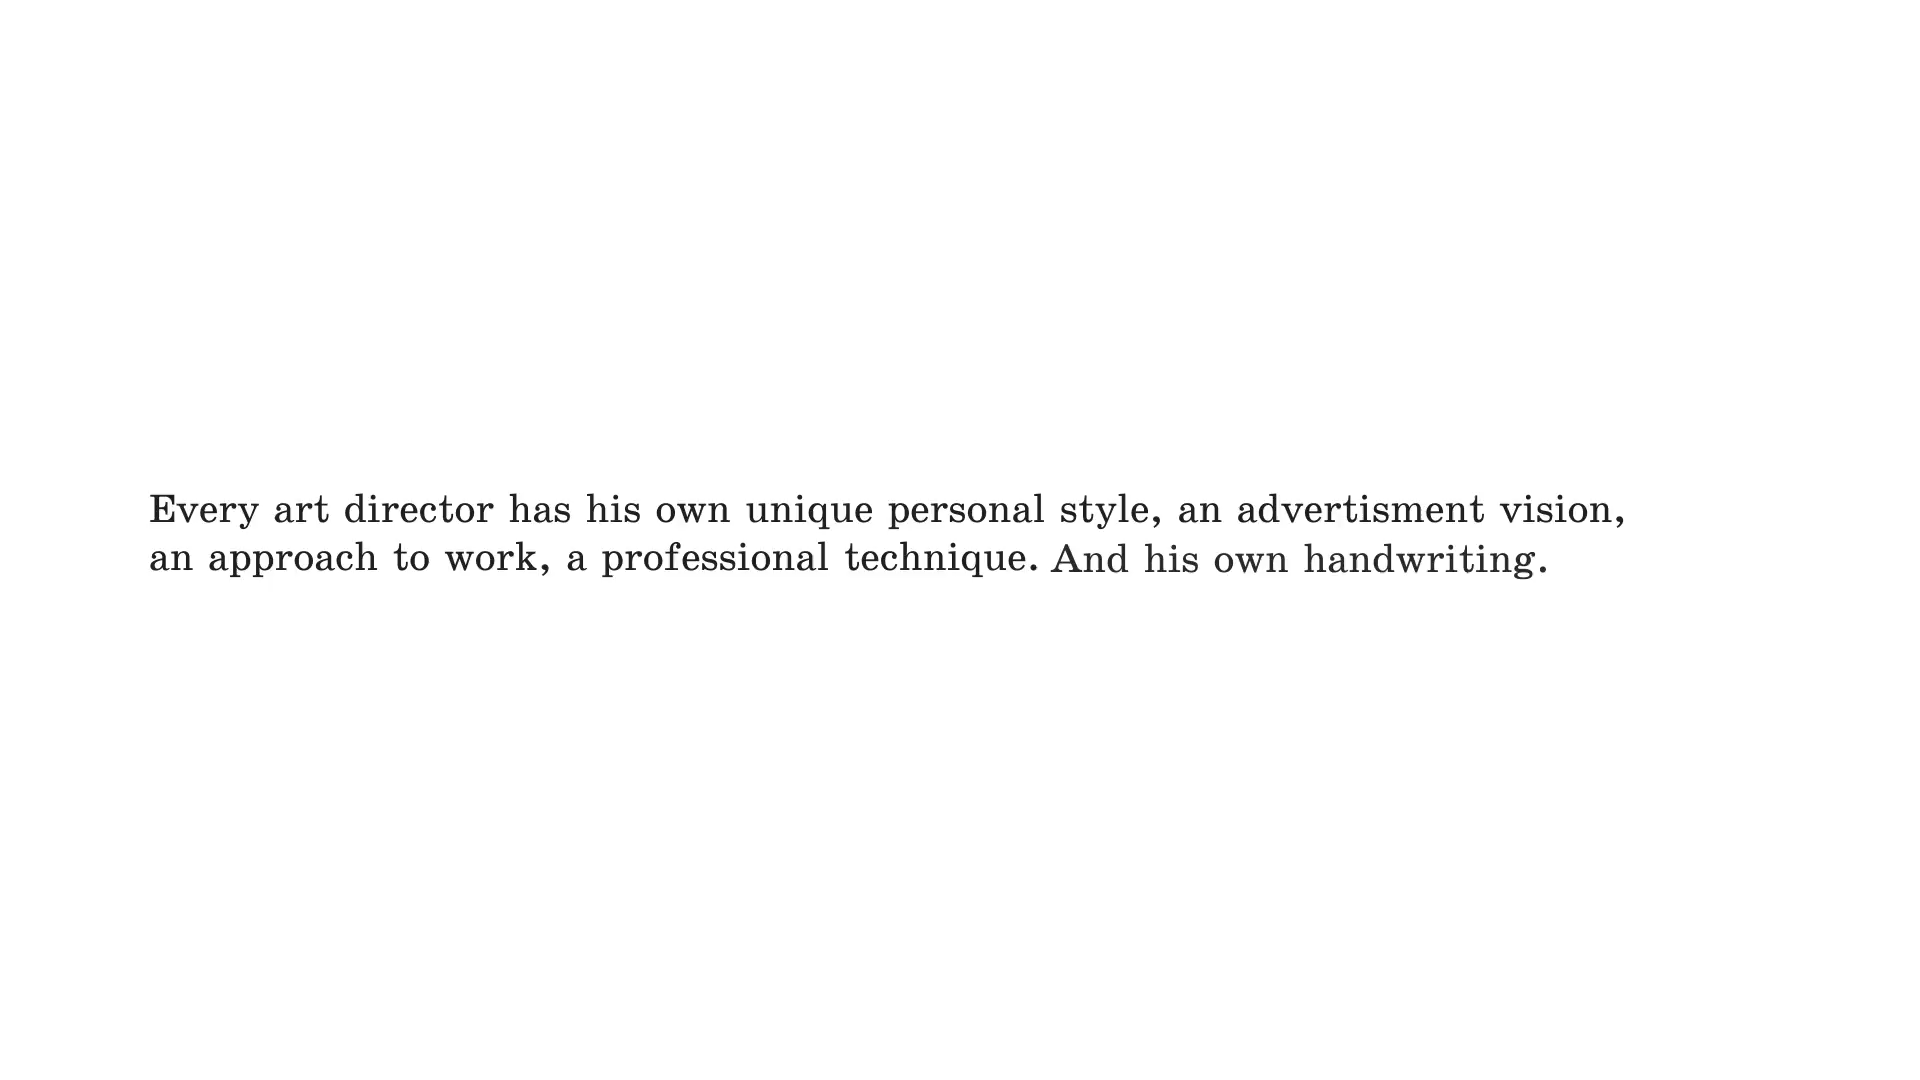 Every art director has his own unique personal style, an advertisment vision,
an approach to work, a professional technique. And his own handwriting.